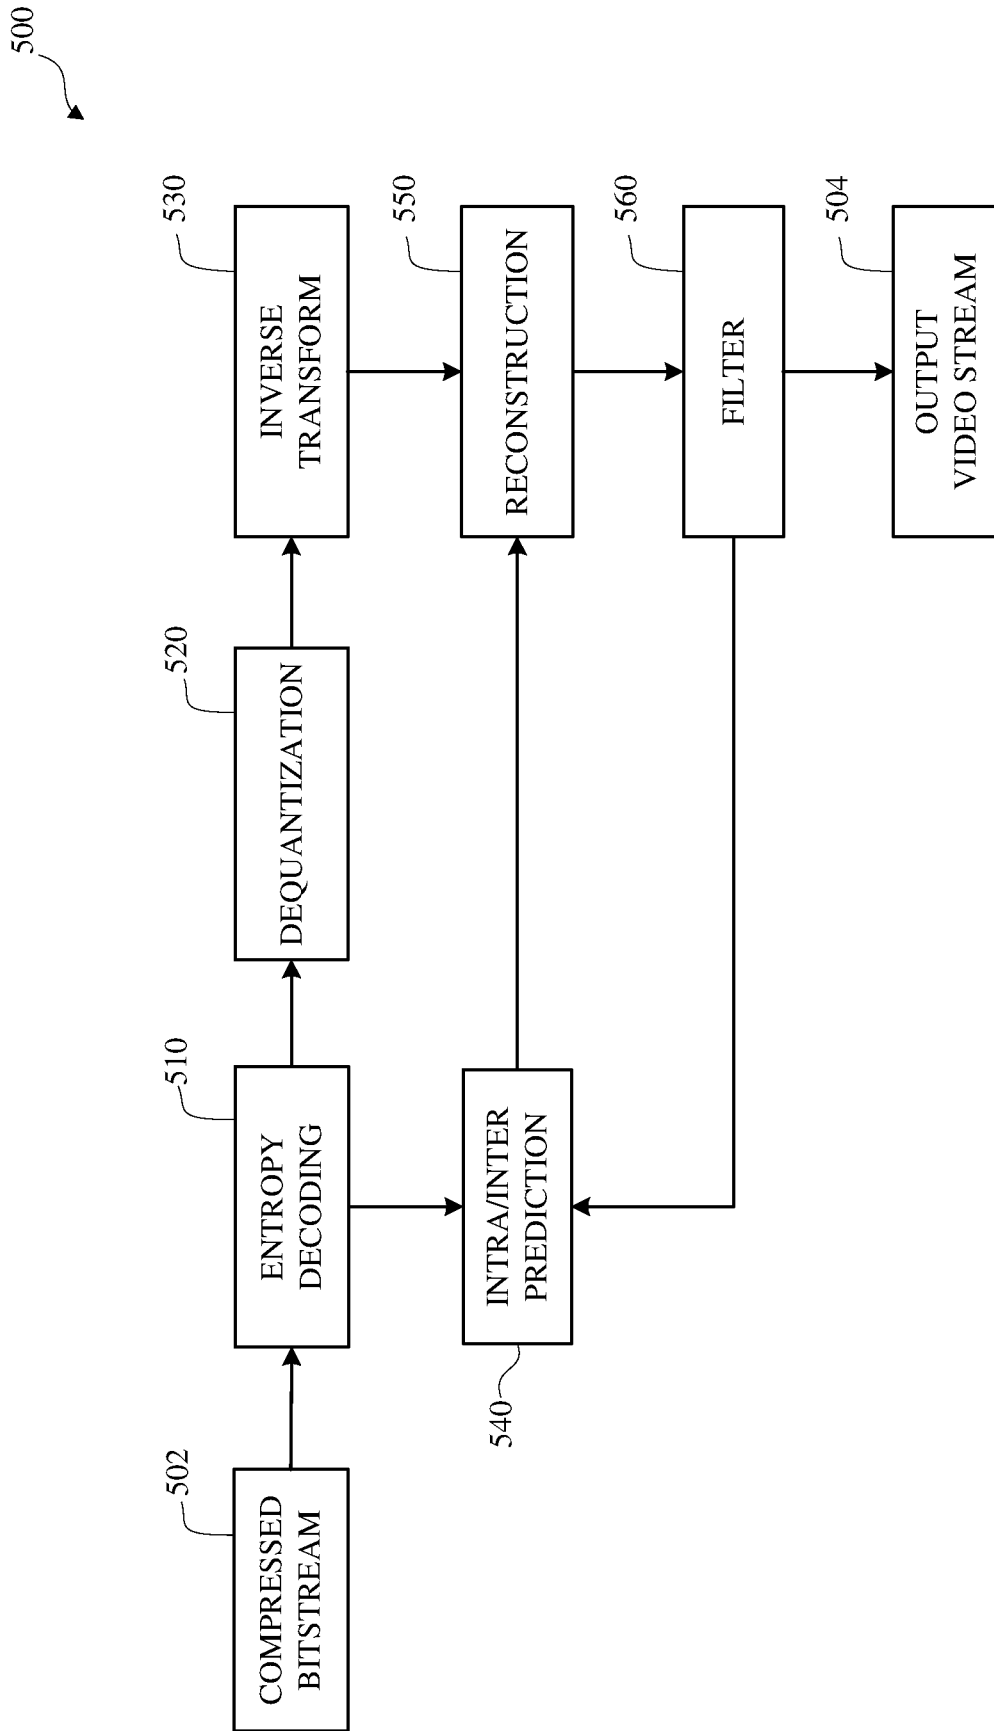 500
502
COMPRESSED
BITSTREAM
510
ENTROPY
DECODING
520
DEQUANTIZATION
530
INVERSE
TRANSFORM
540
INTRA/INTER
PREDICTION
550
RECONSTRUCTION
560
FILTER
504
OUTPUT
VIDEO STREAM